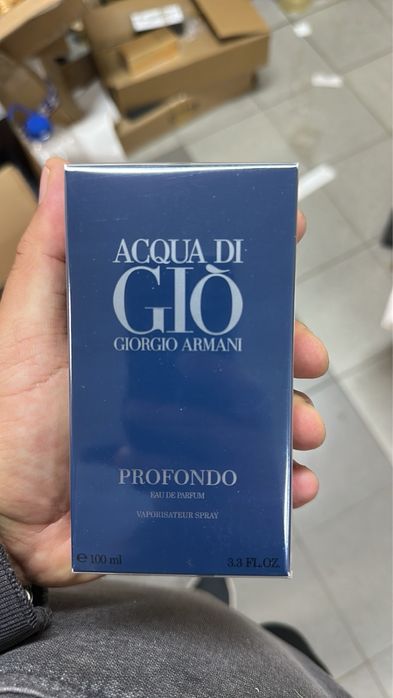 ACQUA DI
GIÒ
GIORGIO ARMANI
PROFONDO
EAU DE PARFUM
VAPORISATEUR SPRAY
℮ 100 ml 3.3 FL.OZ.